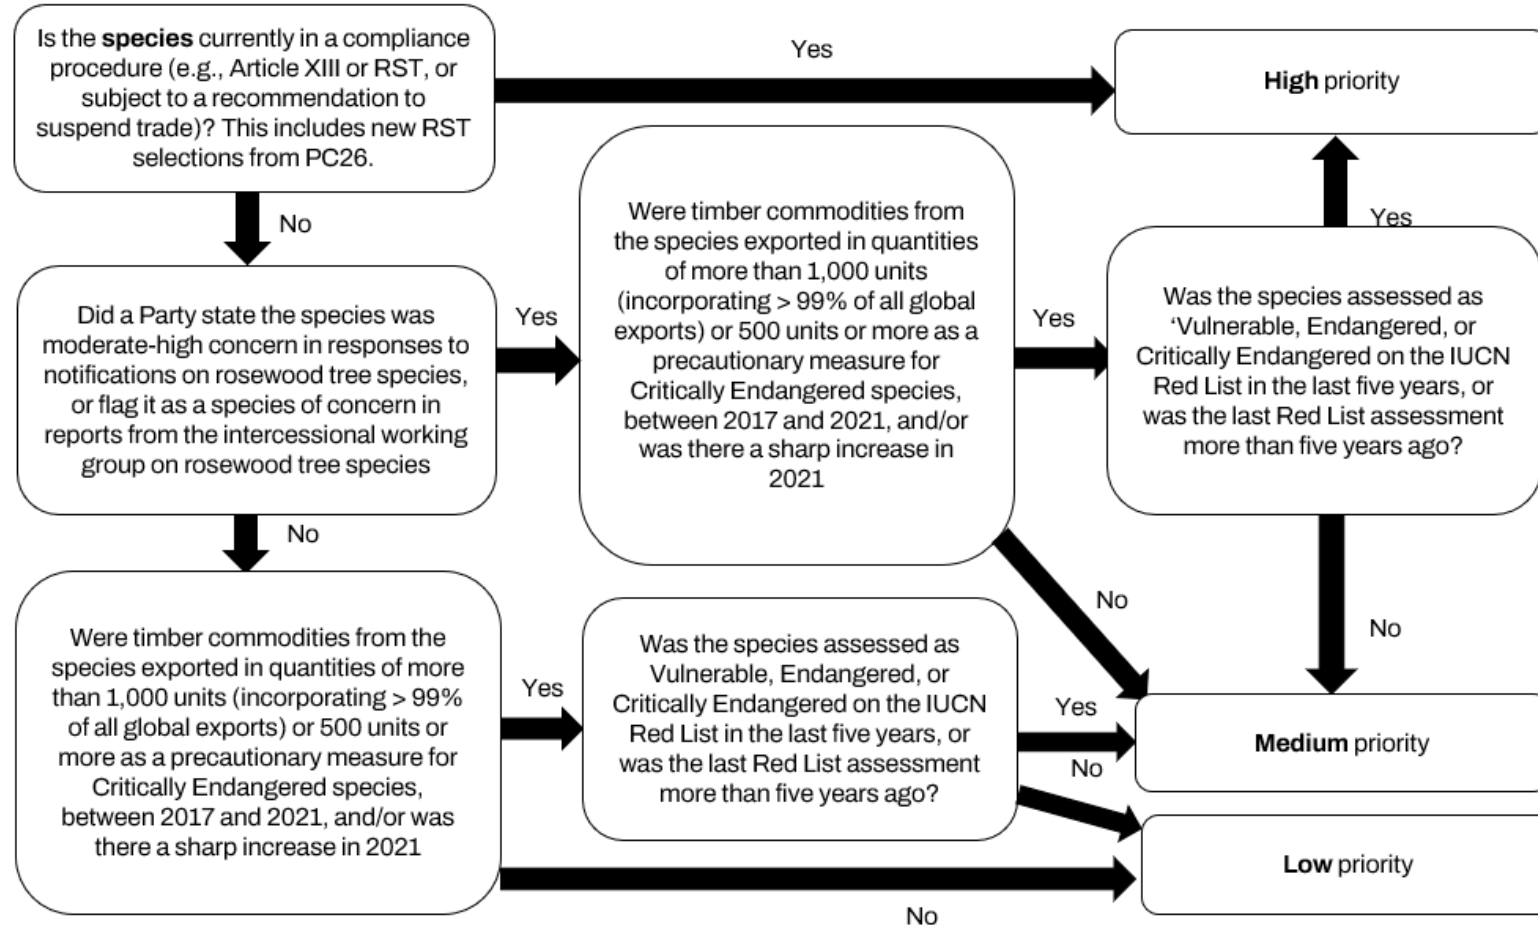 Is the species currently in a compliance
procedure (e.g., Article XIII or RST, or
subject to a recommendation to
suspend trade)? This includes new RST
selections from PC26.
Yes
High priority
No
Did a Party state the species was
moderate-high concern in responses to
notifications on rosewood tree species,
or flag it as a species of concern in
reports from the intercessional working
group on rosewood tree species
Yes
Were timber commodities from
the species exported in quantities
of more than 1,000 units
(incorporating > 99% of all global
exports) or 500 units or more as a
precautionary measure for
Critically Endangered species,
between 2017 and 2021, and/or
was there a sharp increase in
2021
Yes
Yes
Was the species assessed as
‘Vulnerable, Endangered, or
Critically Endangered on the IUCN
Red List in the last five years, or
was the last Red List assessment
more than five years ago?
No
No
No
Were timber commodities from the
species exported in quantities of more
than 1,000 units (incorporating > 99%
of all global exports) or 500 units or
more as a precautionary measure for
Critically Endangered species,
between 2017 and 2021, and/or was
there a sharp increase in 2021
Yes
Was the species assessed as
Vulnerable, Endangered, or
Critically Endangered on the IUCN
Red List in the last five years, or
was the last Red List assessment
more than five years ago?
Yes
No
Medium priority
Low priority
No